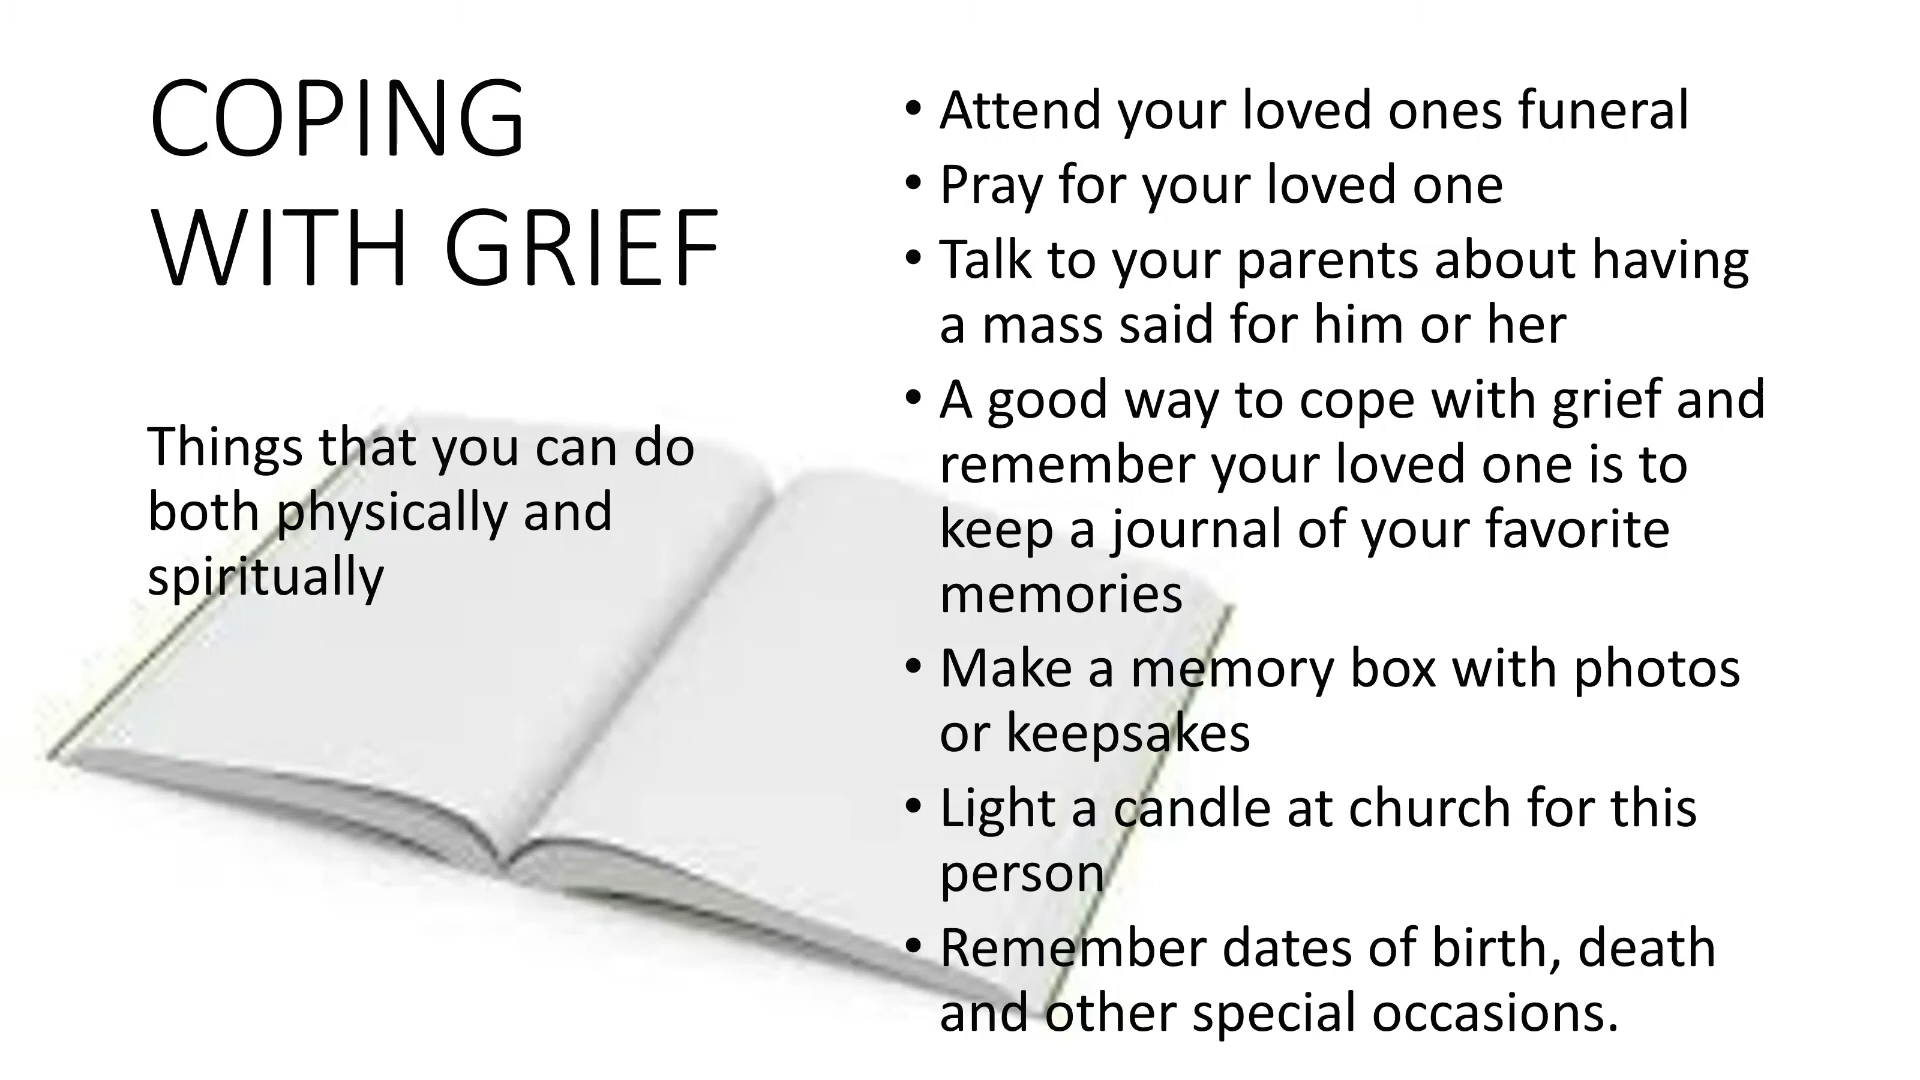 COPING
WITH GRIEF
Things that you can do
both physically and
spiritually
• Attend your loved ones funeral
• Pray for your loved one
• Talk to your parents about having
a mass said for him or her
• A good way to cope with grief and
remember your loved one is to
keep a journal of your favorite
memories
• Make a memory box with photos
or keepsakes
• Light a candle at church for this
person
• Remember dates of birth, death
and other special occasions.